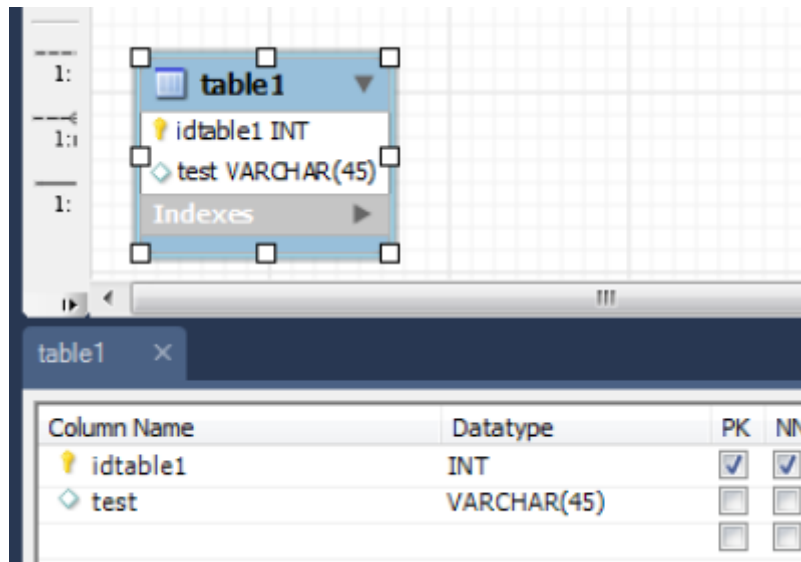 1:
table1
idtable1 INT
1:
test VARCHAR(45)
1:
Indexes
table1
Column Name Datatype PK NN
idtable1 INT
test VARCHAR(45)